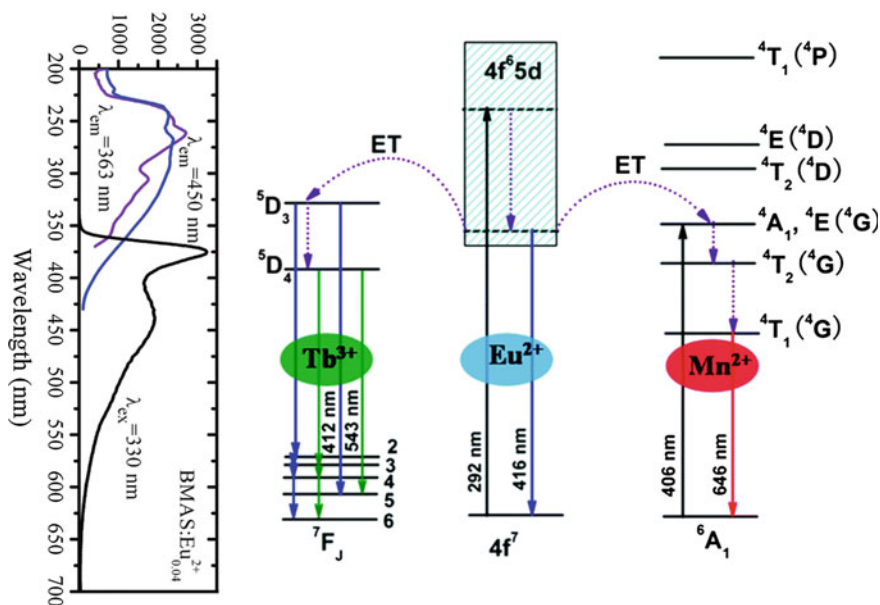 0 1000 2000 3000
200
250
300
350
400
450
500
550
600
650
700
Wavelength (nm)
λem=363 nm
λem=450 nm
λex=330 nm
BMAS:Eu²⁺0.04
⁵D₃
⁵D₄
ET
Tb³⁺
412 nm
543 nm
2
3
4
5
6
⁷FJ
4f⁶5d
Eu²⁺
292 nm
416 nm
4f⁷
ET
⁴T₁(⁴P)
⁴E(⁴D)
⁴T₂(⁴D)
⁴A₁, ⁴E(⁴G)
⁴T₂(⁴G)
⁴T₁(⁴G)
Mn²⁺
406 nm
646 nm
⁶A₁